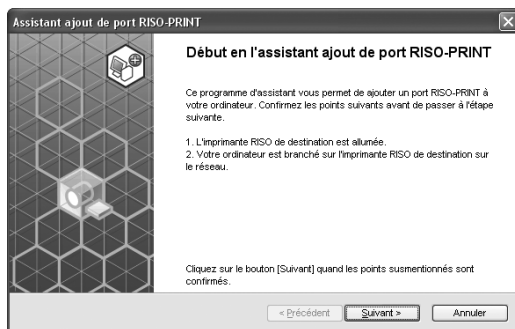 Assistant ajout de port RISO-PRINT
Début en l'assistant ajout de port RISO-PRINT
Ce programme d'assistant vous permet de ajouter un port RISO-PRINT à
votre ordinateur. Confirmez les points suivants avant de passer à l'étape
suivante.
1. L'imprimante RISO de destination est allumée.
2. Votre ordinateur est branché sur l'imprimante RISO de destination sur
le réseau.
Cliquez sur le bouton [Suivant] quand les points susmentionnés sont
confirmés.
< Précédent Suivant > Annuler